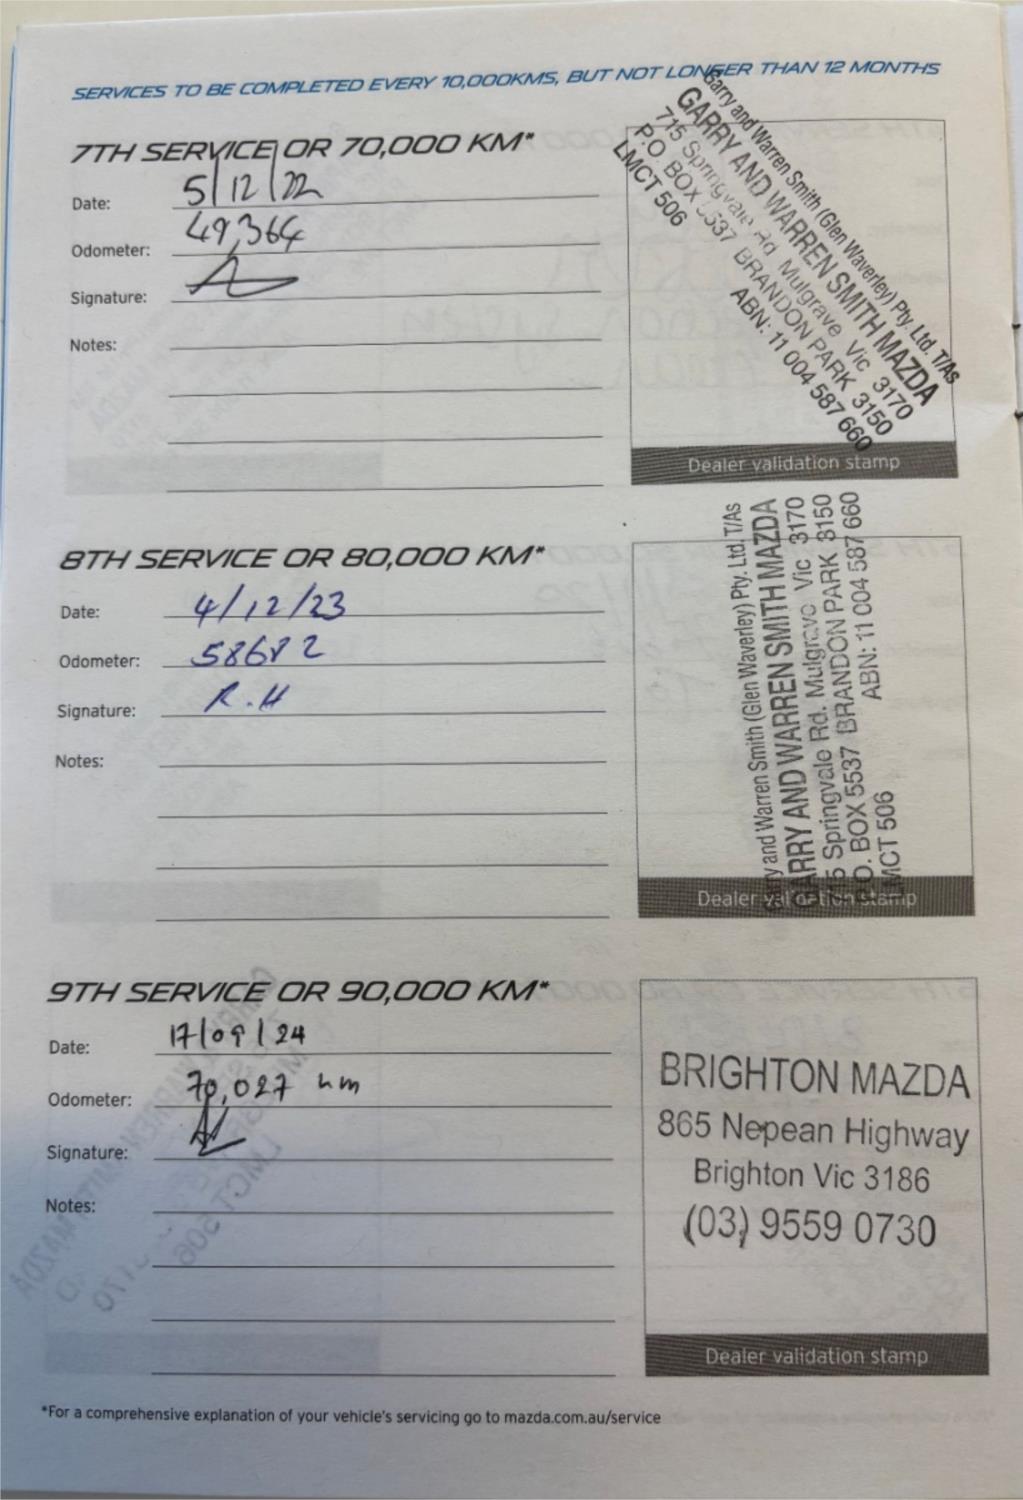 SERVICES TO BE COMPLETED EVERY 10,000KMS, BUT NOT LONGER THAN 12 MONTHS
7TH SERVICE OR 70,000 KM*
Date: 5/12/22
Odometer: 49,364
Signature:
Notes:
Garry and Warren Smith (Glen Waverley) Pty. Ltd. T/As
GARRY AND WARREN SMITH MAZDA
715 Springvale Rd Mulgrave Vic 3170
P.O. BOX 5537 BRANDON PARK 3150
LMCT 506 ABN: 11 004 587 660
Dealer validation stamp
8TH SERVICE OR 80,000 KM*
Date: 4/12/23
Odometer: 58682
Signature: R.H
Notes:
Garry and Warren Smith (Glen Waverley) Pty. Ltd. T/As
GARRY AND WARREN SMITH MAZDA
715 Springvale Rd. Mulgrave Vic 3170
P.O. BOX 5537 BRANDON PARK 3150
LMCT 506 ABN: 11 004 587 660
Dealer validation stamp
9TH SERVICE OR 90,000 KM*
Date: 17/09/24
Odometer: 70,027 km
Signature:
Notes:
BRIGHTON MAZDA
865 Nepean Highway
Brighton Vic 3186
(03) 9559 0730
Dealer validation stamp
*For a comprehensive explanation of your vehicle's servicing go to mazda.com.au/service